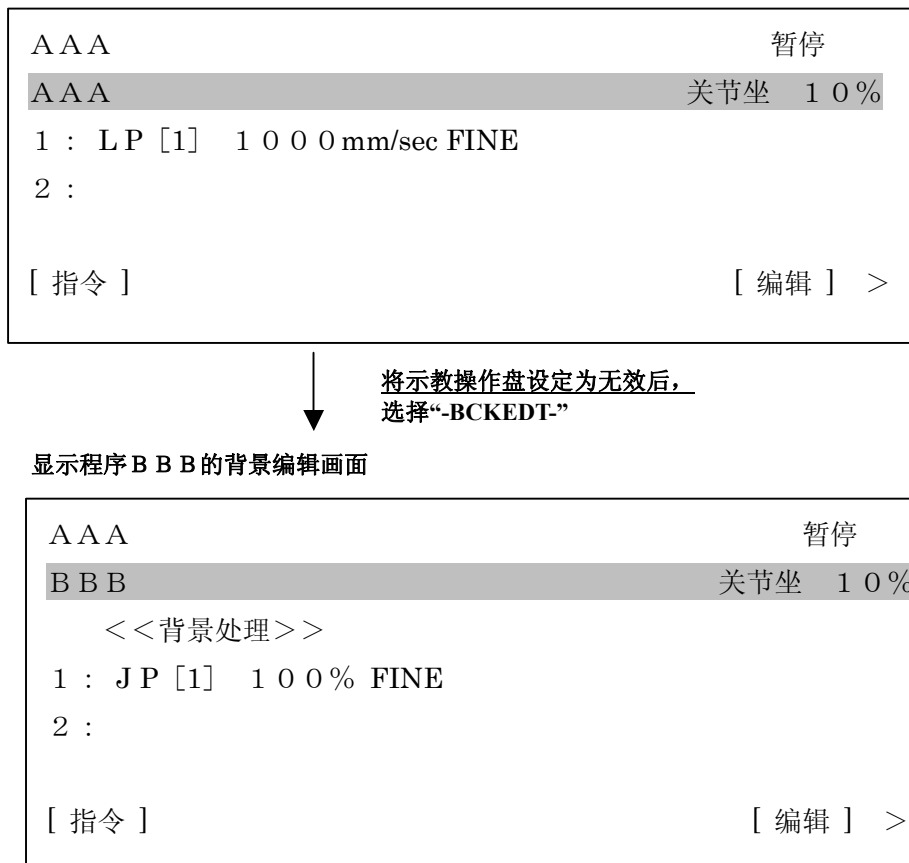 ＡＡＡ 暂停
ＡＡＡ 关节坐 １０％
１： ＬＰ［1］ １０００mm/sec FINE
２：
[ 指令 ] [ 编辑 ] ＞
将示教操作盘设定为无效后，
选择“-BCKEDT-”
显示程序ＢＢＢ的背景编辑画面
ＡＡＡ 暂停
ＢＢＢ 关节坐 １０％
＜＜背景处理＞＞
１： ＪＰ［1］ １００％ FINE
２：
[ 指令 ] [ 编辑 ] ＞